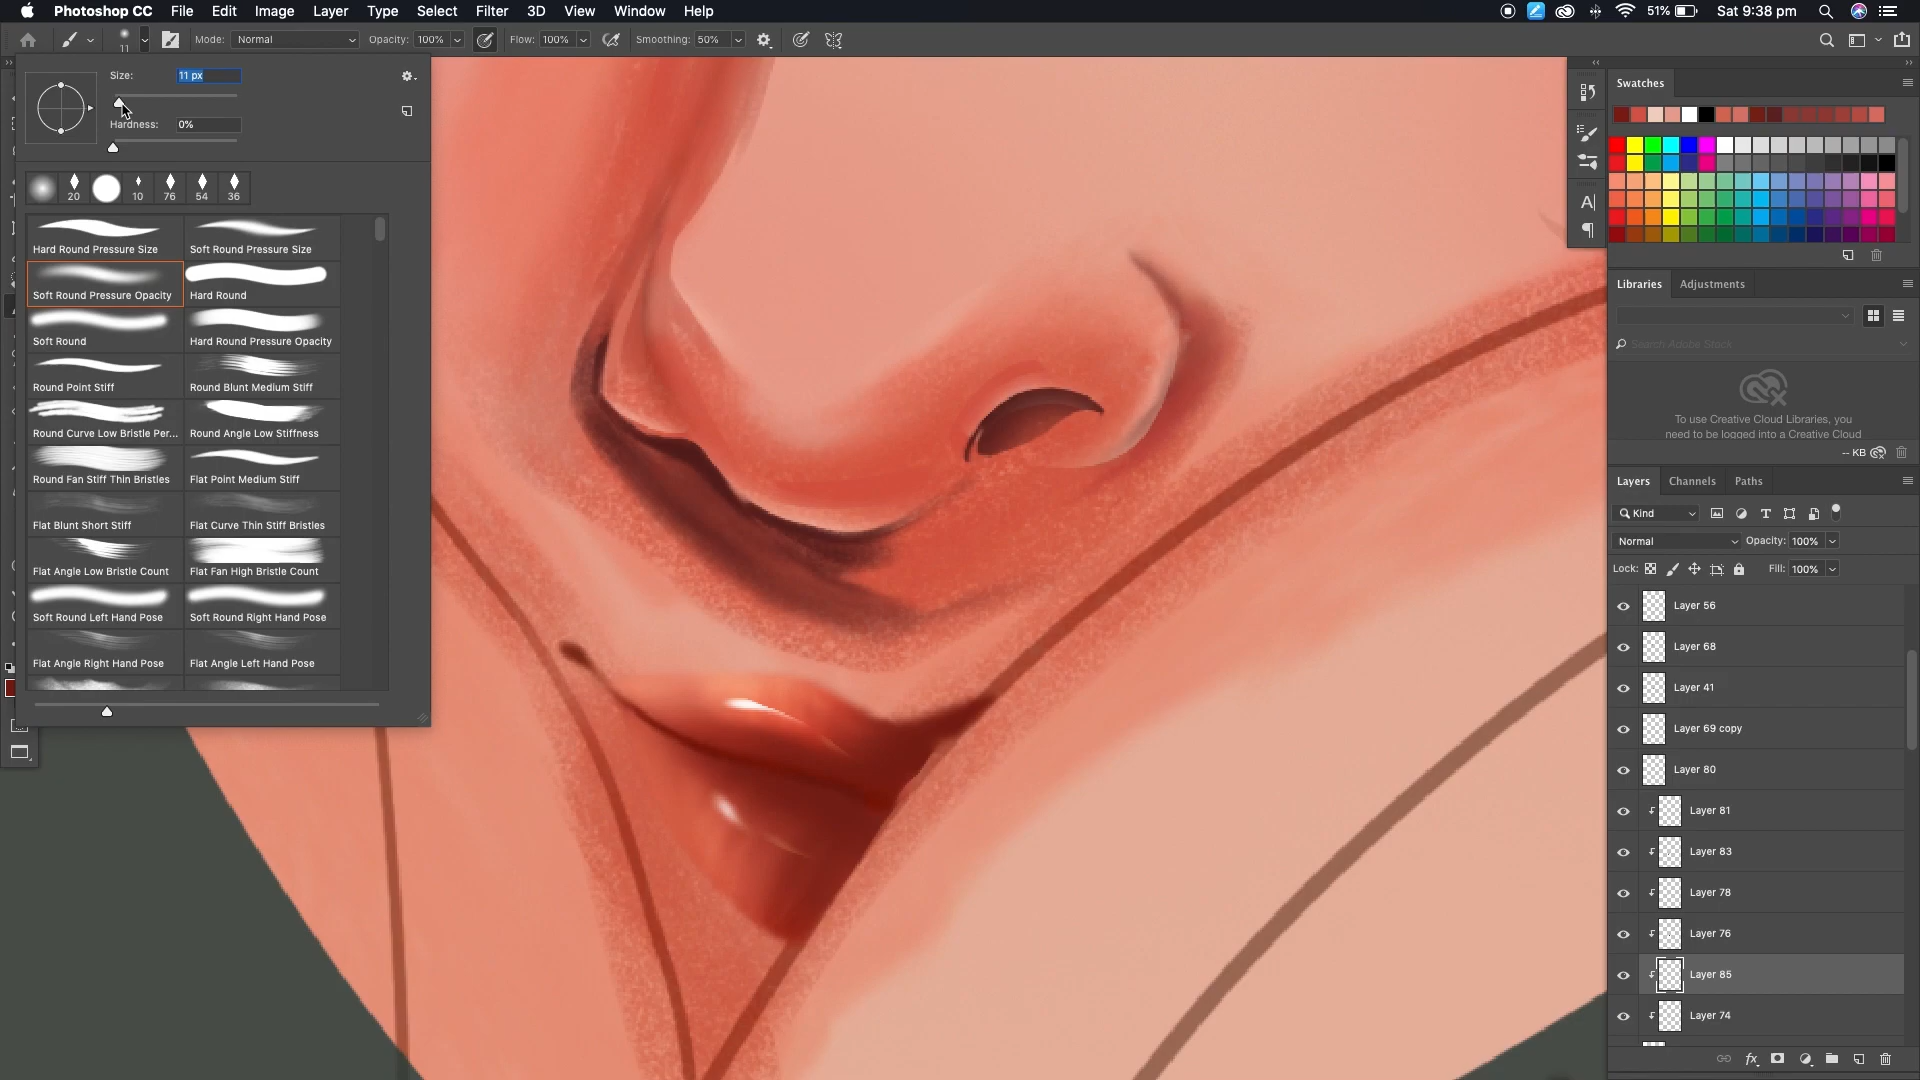 Photoshop CC File Edit Image Layer Type Select Filter 3D View Window Help 51% Sat 9:38 pm
11 Mode: Normal Opacity: 100% Flow: 100% Smoothing: 50%
Size: 11 px
Hardness: 0%
20 10 76 54 36
Hard Round Pressure Size Soft Round Pressure Size
Soft Round Pressure Opacity Hard Round
Soft Round Hard Round Pressure Opacity
Round Point Stiff Round Blunt Medium Stiff
Round Curve Low Bristle Per... Round Angle Low Stiffness
Round Fan Stiff Thin Bristles Flat Point Medium Stiff
Flat Blunt Short Stiff Flat Curve Thin Stiff Bristles
Flat Angle Low Bristle Count Flat Fan High Bristle Count
Soft Round Left Hand Pose Soft Round Right Hand Pose
Flat Angle Right Hand Pose Flat Angle Left Hand Pose
Swatches
Libraries Adjustments
Search Adobe Stock
To use Creative Cloud Libraries, you
need to be logged into a Creative Cloud
-- KB
Layers Channels Paths
Kind
Normal Opacity: 100%
Lock: Fill: 100%
Layer 56
Layer 68
Layer 41
Layer 69 copy
Layer 80
Layer 81
Layer 83
Layer 78
Layer 76
Layer 85
Layer 74